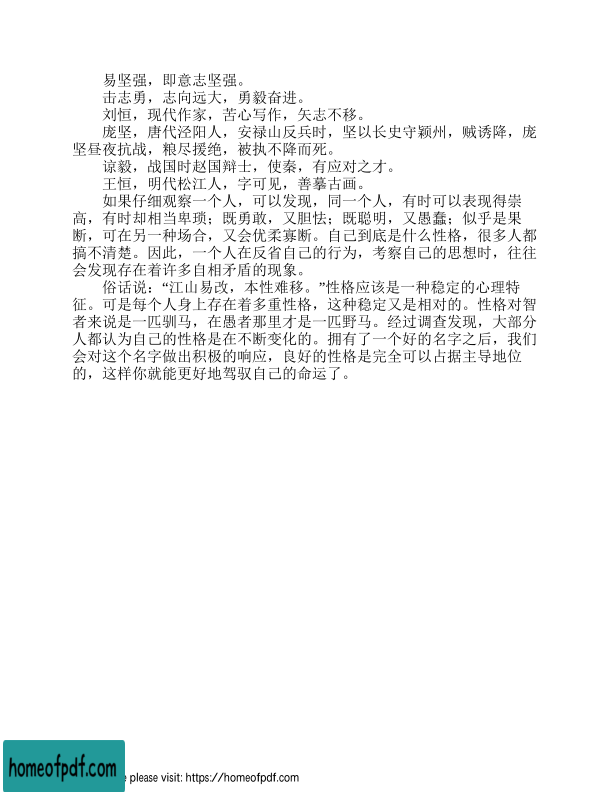 易坚强，即意志坚强。
击志勇，志向远大，勇毅奋进。
刘恒，现代作家，苦心写作，矢志不移。
庞坚，唐代泾阳人，安禄山反兵时，坚以长史守颖州，贼诱降，庞
坚昼夜抗战，粮尽援绝，被执不降而死。
谅毅，战国时赵国辩士，使秦，有应对之才。
王恒，明代松江人，字可见，善摹古画。
如果仔细观察一个人，可以发现，同一个人，有时可以表现得崇
高，有时却相当卑琐；既勇敢，又胆怯；既聪明，又愚蠢；似乎是果
断，可在另一种场合，又会优柔寡断。自己到底是什么性格，很多人都
搞不清楚。因此，一个人在反省自己的行为，考察自己的思想时，往往
会发现存在着许多自相矛盾的现象。
俗话说：“江山易改，本性难移。”性格应该是一种稳定的心理特
征。可是每个人身上存在着多重性格，这种稳定又是相对的。性格对智
者来说是一匹驯马，在愚者那里才是一匹野马。经过调查发现，大部分
人都认为自己的性格是在不断变化的。拥有了一个好的名字之后，我们
会对这个名字做出积极的响应，良好的性格是完全可以占据主导地位
的，这样你就能更好地驾驭自己的命运了。
homeofpdf.com
please visit: https://homeofpdf.com